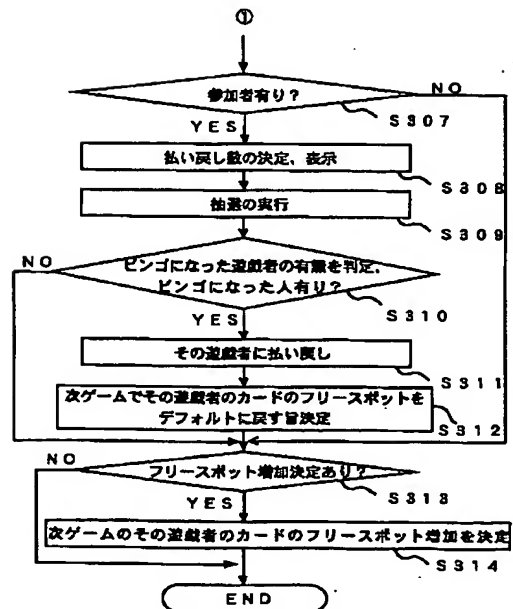 ①
参加者有り？
NO
S307
YES
払い戻し数の決定、表示
S308
抽選の実行
S309
NO
ビンゴになった遊戯者の有無を判定、
ビンゴになった人有り？
S310
YES
その遊戯者に払い戻し
S311
次ゲームでその遊戯者のカードのフリースポットを
デフォルトに戻す旨決定
S312
NO
フリースポット増加決定あり？
S313
YES
次ゲームのその遊戯者のカードのフリースポット増加を決定
S314
END